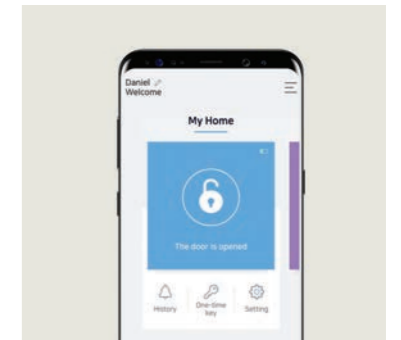 Daniel
Welcome
My Home
The door is opened
History
One-time
key
Setting